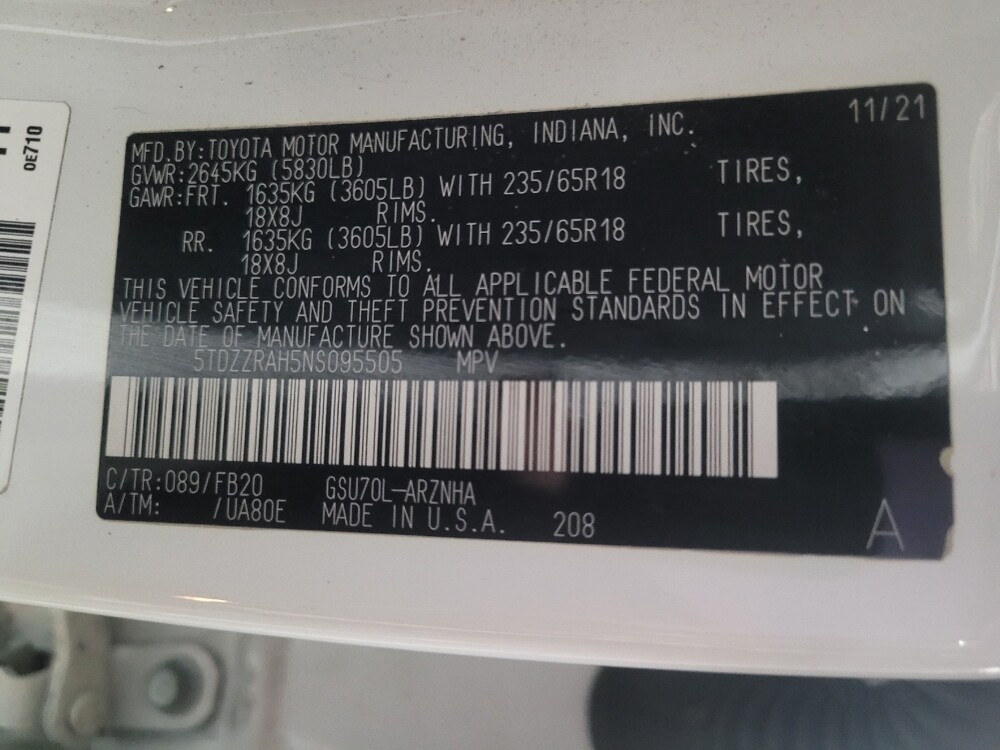 0E710
11/21
MFD.BY:TOYOTA MOTOR MANUFACTURING, INDIANA, INC.
GVWR:2645KG (5830LB)
GAWR:FRT. 1635KG (3605LB) WITH 235/65R18 TIRES,
18X8J RIMS.
RR. 1635KG (3605LB) WITH 235/65R18 TIRES,
18X8J RIMS.
THIS VEHICLE CONFORMS TO ALL APPLICABLE FEDERAL MOTOR
VEHICLE SAFETY AND THEFT PREVENTION STANDARDS IN EFFECT ON
THE DATE OF MANUFACTURE SHOWN ABOVE.
5TDZZRAH5NS095505 MPV
C/TR:089/FB20 GSU70L-ARZNHA
A/TM: /UA80E MADE IN U.S.A. 208 A